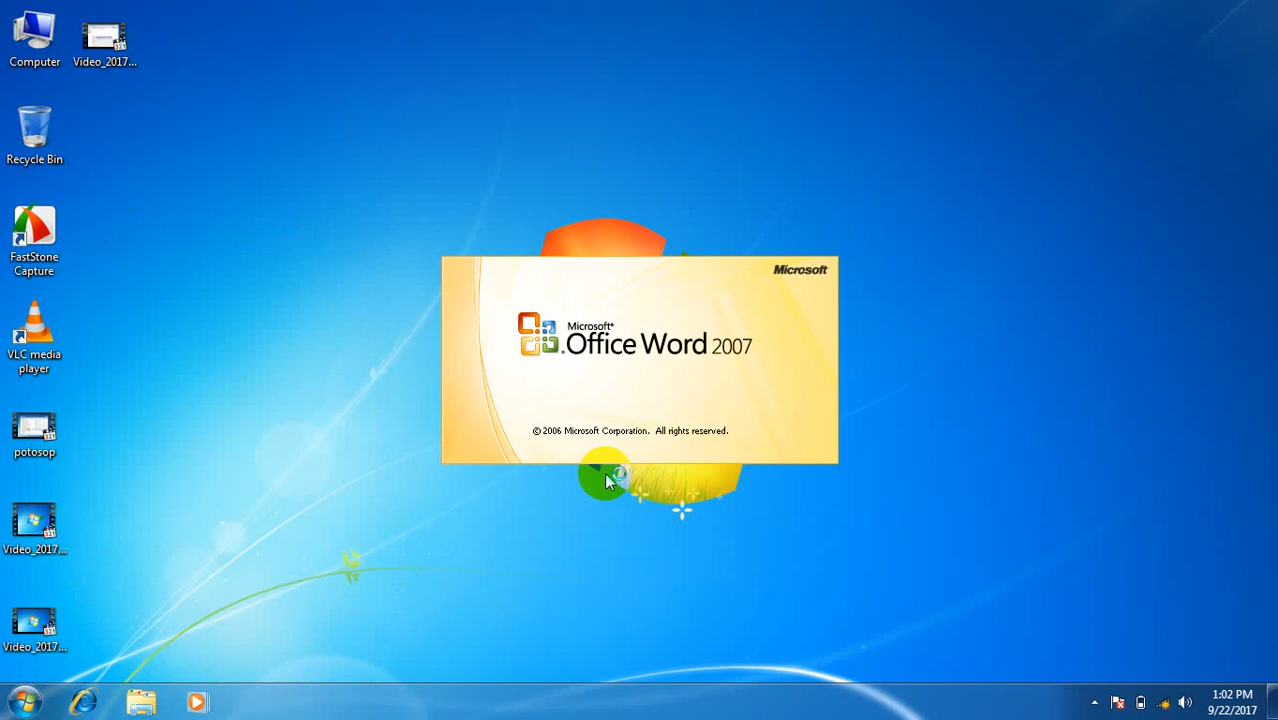 Computer
Video_2017...
Recycle Bin
FastStone
Capture
VLC media
player
potosop
Video_2017...
Video_2017...
Microsoft
Microsoft®
Office Word 2007
© 2006 Microsoft Corporation. All rights reserved.
1:02 PM
9/22/2017